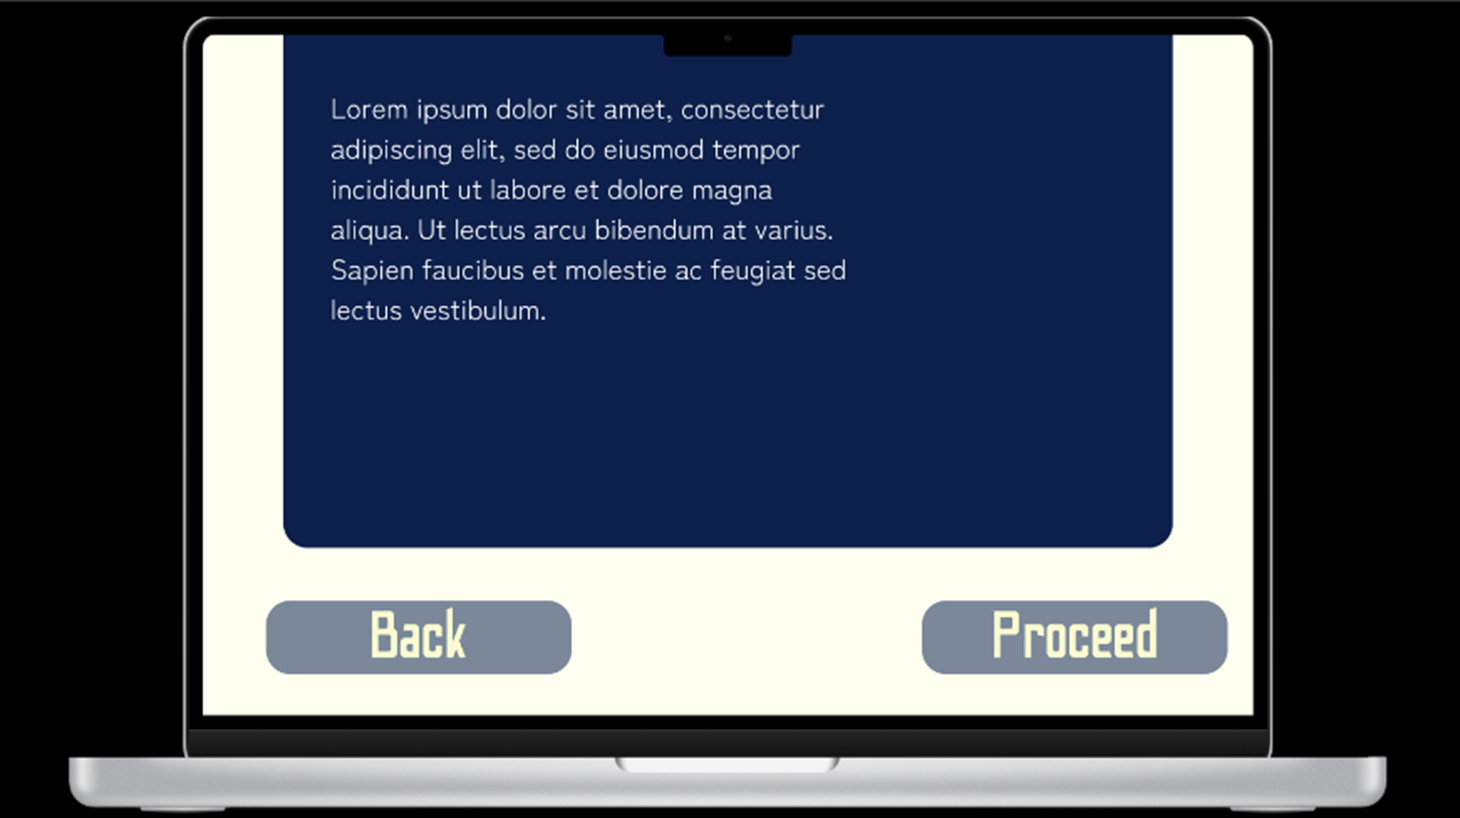 Lorem ipsum dolor sit amet, consectetur
adipiscing elit, sed do eiusmod tempor
incididunt ut labore et dolore magna
aliqua. Ut lectus arcu bibendum at varius.
Sapien faucibus et molestie ac feugiat sed
lectus vestibulum.
Back
Proceed